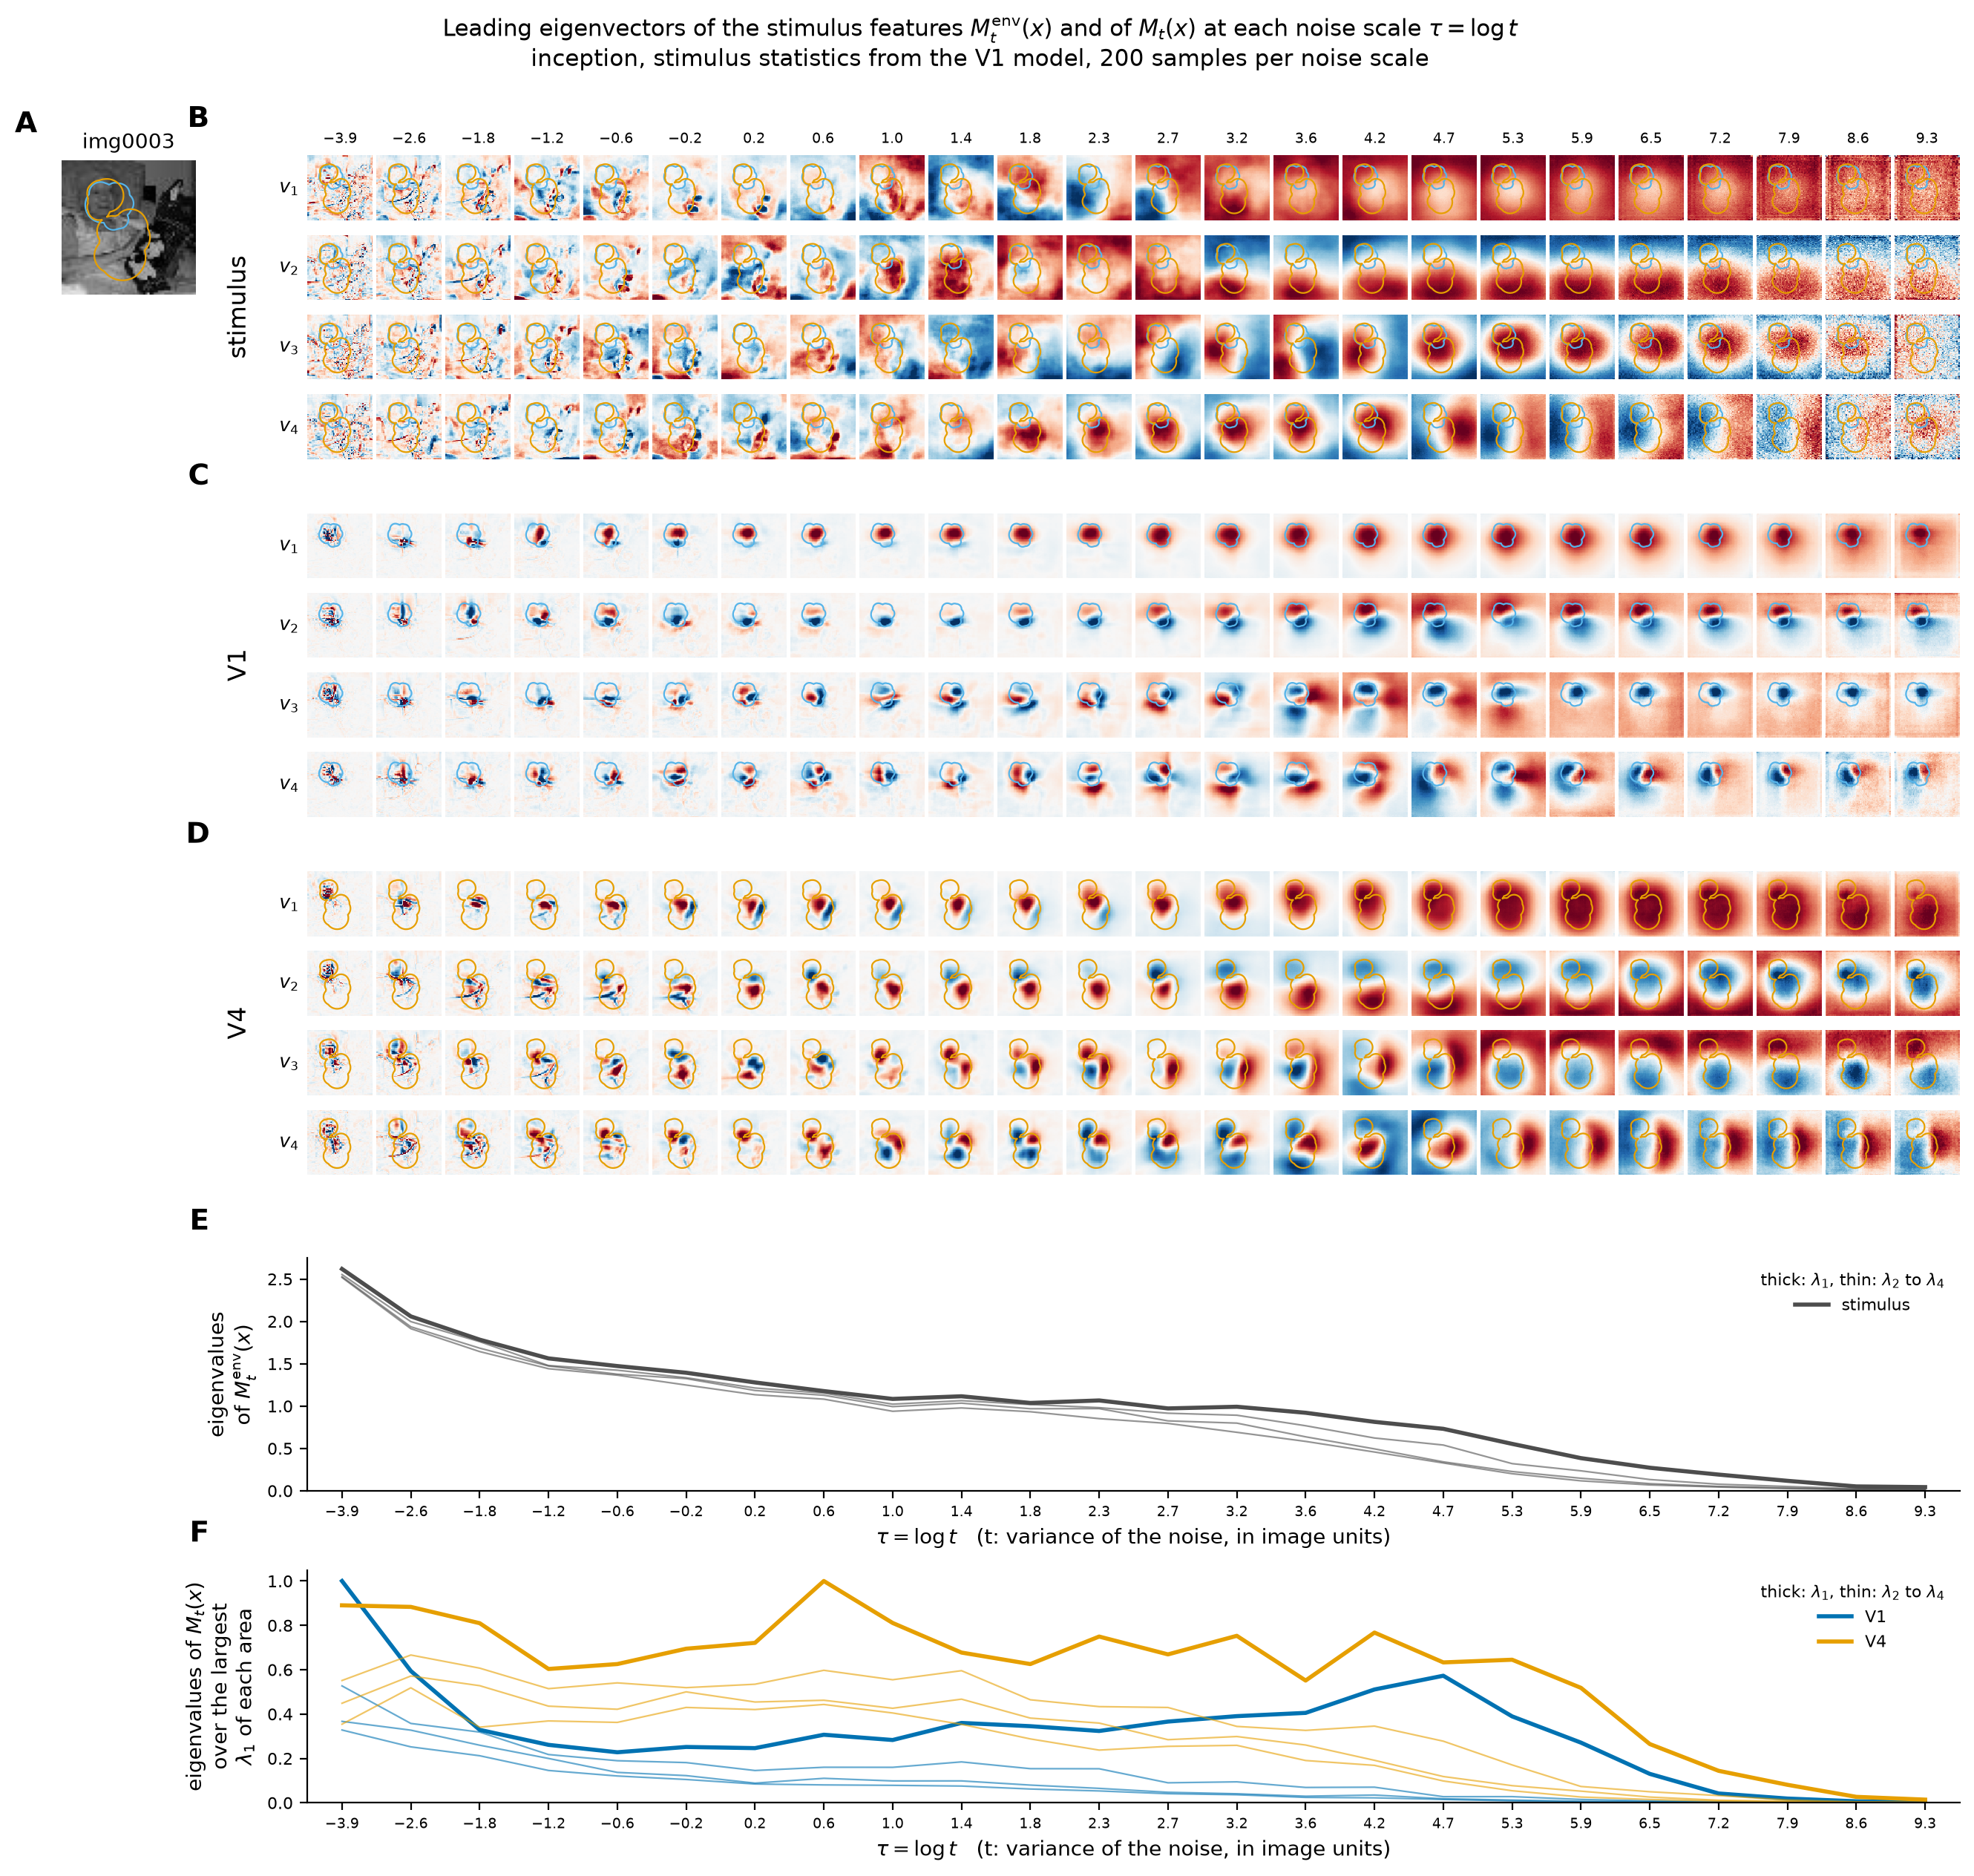 Leading eigenvectors of the stimulus features $M_t^{\mathrm{env}}(x)$ and of $M_t(x)$ at each noise scale $\tau = \log t$
inception, stimulus statistics from the V1 model, 200 samples per noise scale
A
img0003
B
−3.9 −2.6 −1.8 −1.2 −0.6 −0.2 0.2 0.6 1.0 1.4 1.8 2.3 2.7 3.2 3.6 4.2 4.7 5.3 5.9 6.5 7.2 7.9 8.6 9.3
stimulus
v₁
v₂
v₃
v₄
C
V1
v₁
v₂
v₃
v₄
D
V4
v₁
v₂
v₃
v₄
E
eigenvalues
of $M_t^{\mathrm{env}}(x)$
2.5
2.0
1.5
1.0
0.5
0.0
thick: λ₁, thin: λ₂ to λ₄
stimulus
−3.9 −2.6 −1.8 −1.2 −0.6 −0.2 0.2 0.6 1.0 1.4 1.8 2.3 2.7 3.2 3.6 4.2 4.7 5.3 5.9 6.5 7.2 7.9 8.6 9.3
τ = log t (t: variance of the noise, in image units)
F
eigenvalues of $M_t(x)$
over the largest
λ₁ of each area
1.0
0.8
0.6
0.4
0.2
0.0
thick: λ₁, thin: λ₂ to λ₄
V1
V4
−3.9 −2.6 −1.8 −1.2 −0.6 −0.2 0.2 0.6 1.0 1.4 1.8 2.3 2.7 3.2 3.6 4.2 4.7 5.3 5.9 6.5 7.2 7.9 8.6 9.3
τ = log t (t: variance of the noise, in image units)